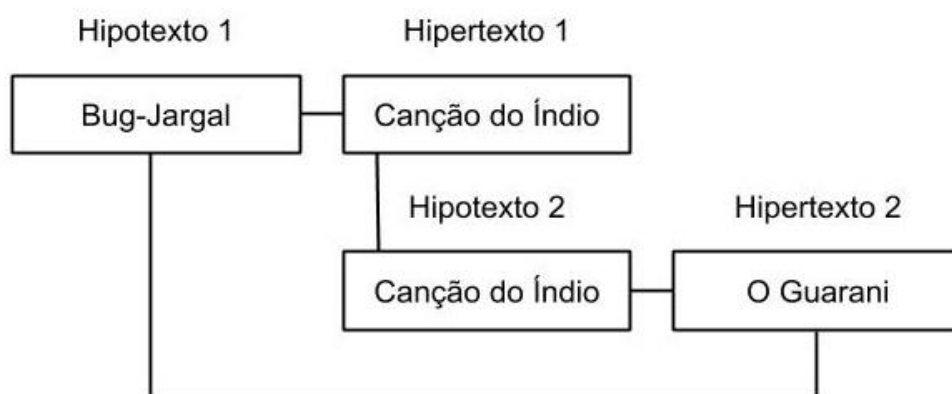 Hipotexto 1
Hipertexto 1
Bug-Jargal
Canção do Índio
Hipotexto 2
Hipertexto 2
Canção do Índio
O Guarani